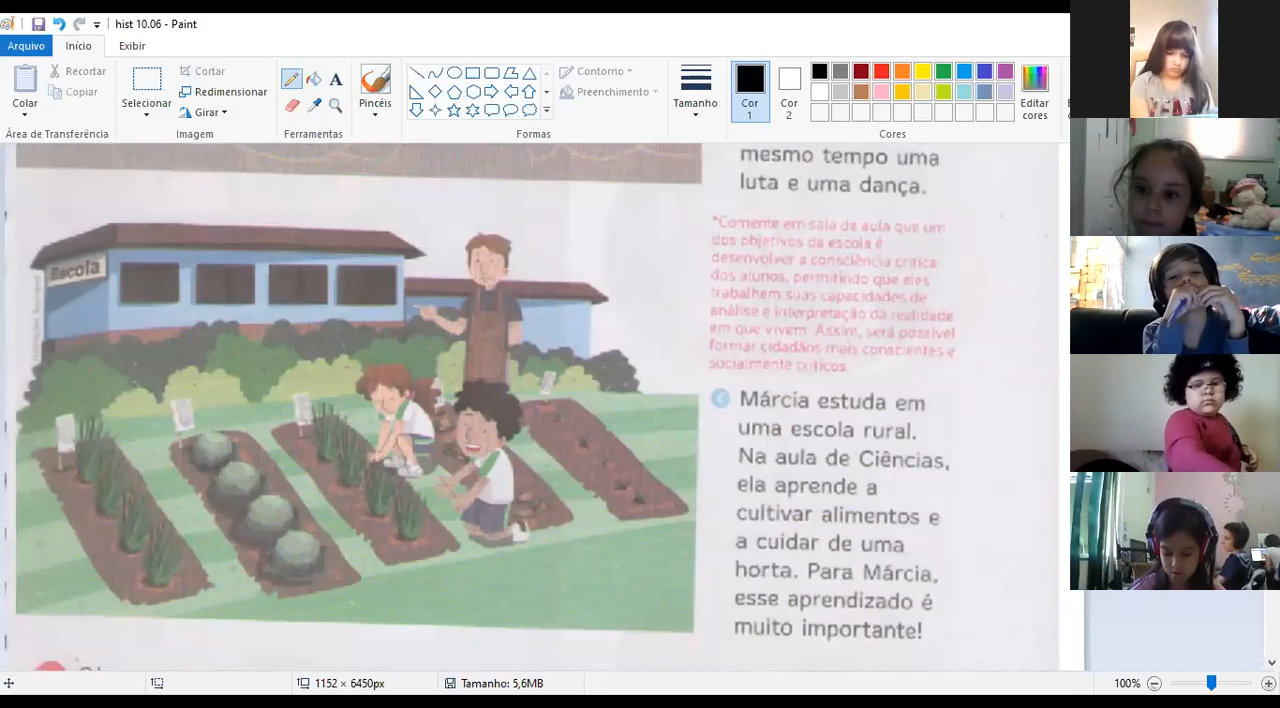 hist 10.06 - Paint
Arquivo Início Exibir
Colar
Recortar
Copiar
Área de Transferência
Selecionar
Cortar
Redimensionar
Girar
Imagem
Ferramentas
Pincéis
Contorno
Preenchimento
Formas
Tamanho
Cor
1
Cor
2
Editar
cores
Cores
mesmo tempo uma
luta e uma dança.
*Comente em sala de aula que um
dos objetivos da escola é
desenvolver a consciência crítica
dos alunos, permitindo que eles
trabalhem suas capacidades de
análise e interpretação da realidade
em que vivem. Assim, será possível
formar cidadãos mais conscientes e
socialmente críticos.
Escola
Márcia estuda em
uma escola rural.
Na aula de Ciências,
ela aprende a
cultivar alimentos e
a cuidar de uma
horta. Para Márcia,
esse aprendizado é
muito importante!
1152 × 6450px
Tamanho: 5,6MB
100%